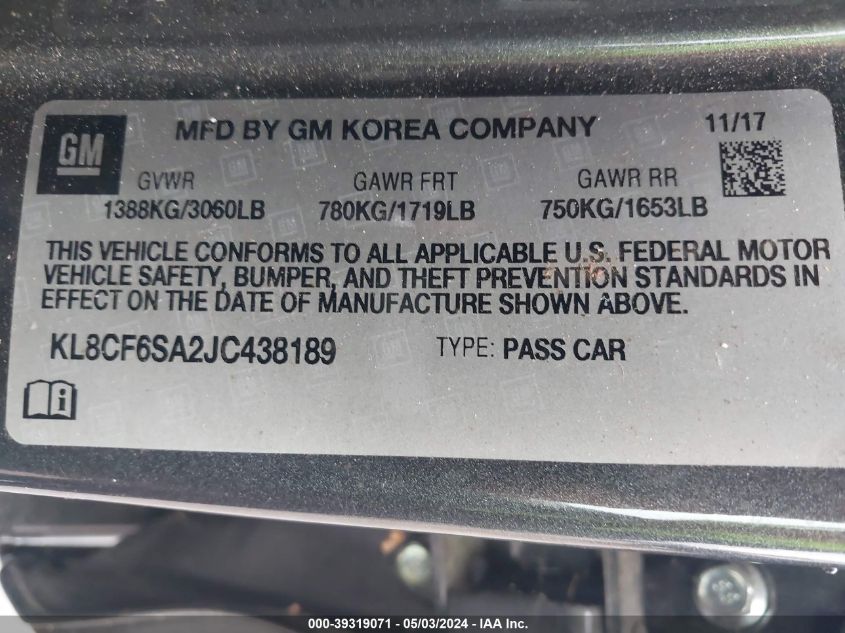 GM
MFD BY GM KOREA COMPANY
11/17
GVWR
GAWR FRT
GAWR RR
1388KG/3060LB
780KG/1719LB
750KG/1653LB
THIS VEHICLE CONFORMS TO ALL APPLICABLE U.S. FEDERAL MOTOR
VEHICLE SAFETY, BUMPER, AND THEFT PREVENTION STANDARDS IN
EFFECT ON THE DATE OF MANUFACTURE SHOWN ABOVE.
KL8CF6SA2JC438189
TYPE: PASS CAR
000-39319071 - 05/03/2024 - IAA Inc.